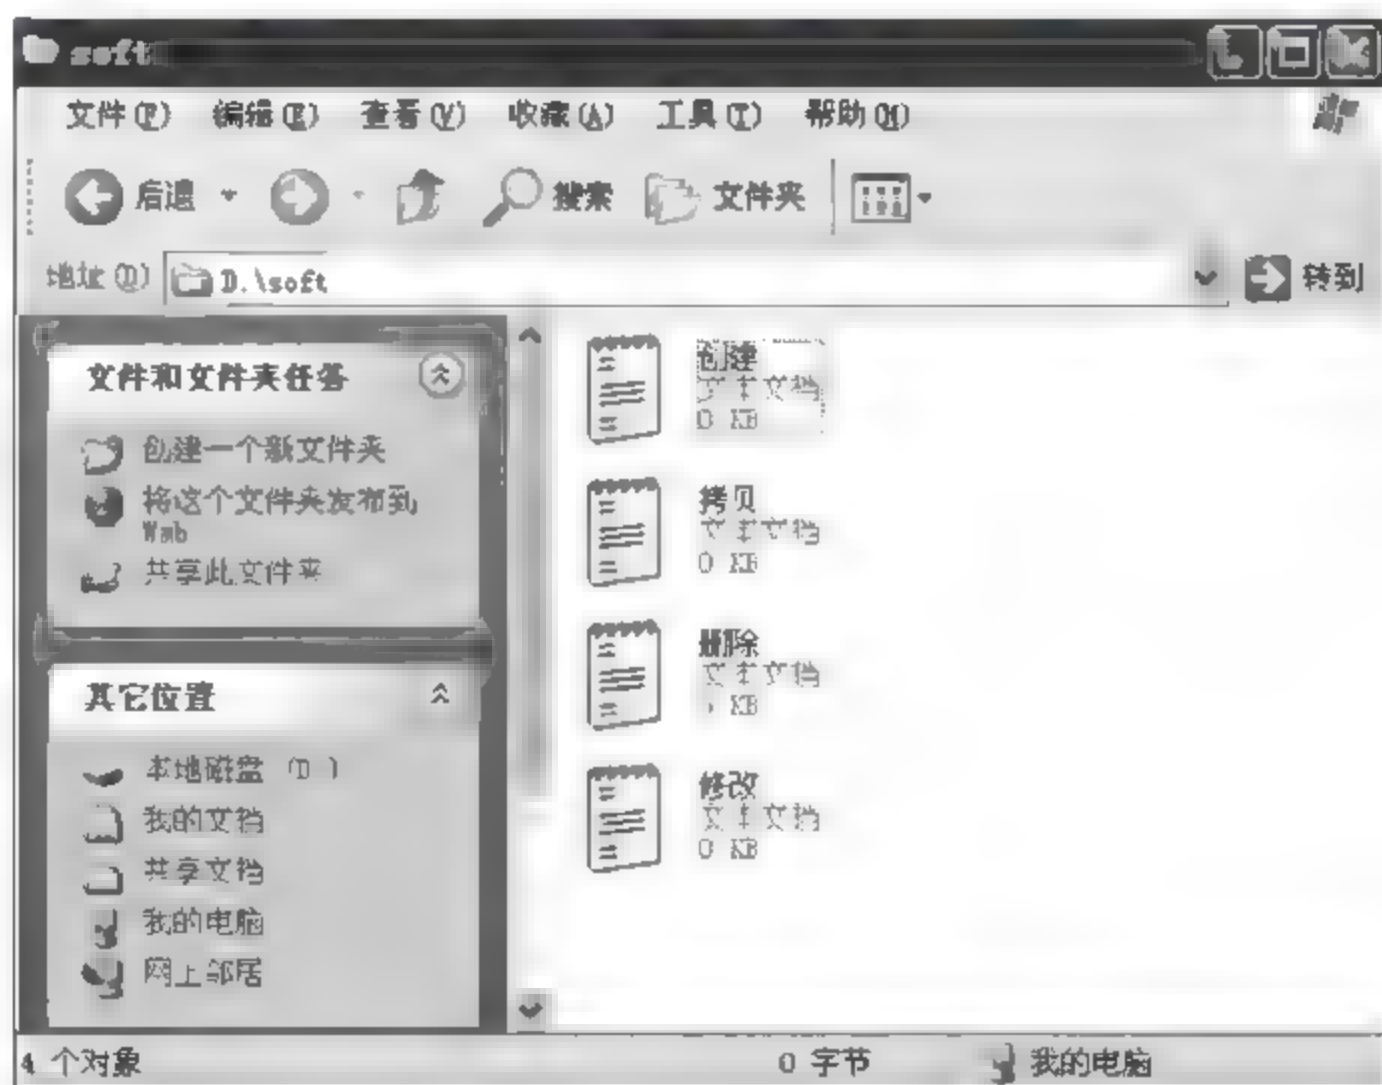 soft
文件(F) 编辑(E) 查看(V) 收藏(A) 工具(T) 帮助(H)
后退 搜索 文件夹
地址(D) D:\soft 转到
文件和文件夹任务
创建一个新文件夹
将这个文件夹发布到
Web
共享此文件夹
其它位置
本地磁盘 (D:)
我的文档
共享文档
我的电脑
网上邻居
创建
文本文档
0 KB
拷贝
文本文档
0 KB
删除
文本文档
KB
修改
文本文档
0 KB
4 个对象 0 字节 我的电脑